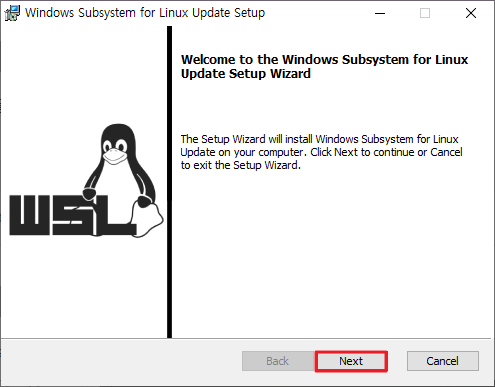 Windows Subsystem for Linux Update Setup
Welcome to the Windows Subsystem for Linux
Update Setup Wizard
The Setup Wizard will install Windows Subsystem for Linux
Update on your computer. Click Next to continue or Cancel
to exit the Setup Wizard.
WSL
Back
Next
Cancel